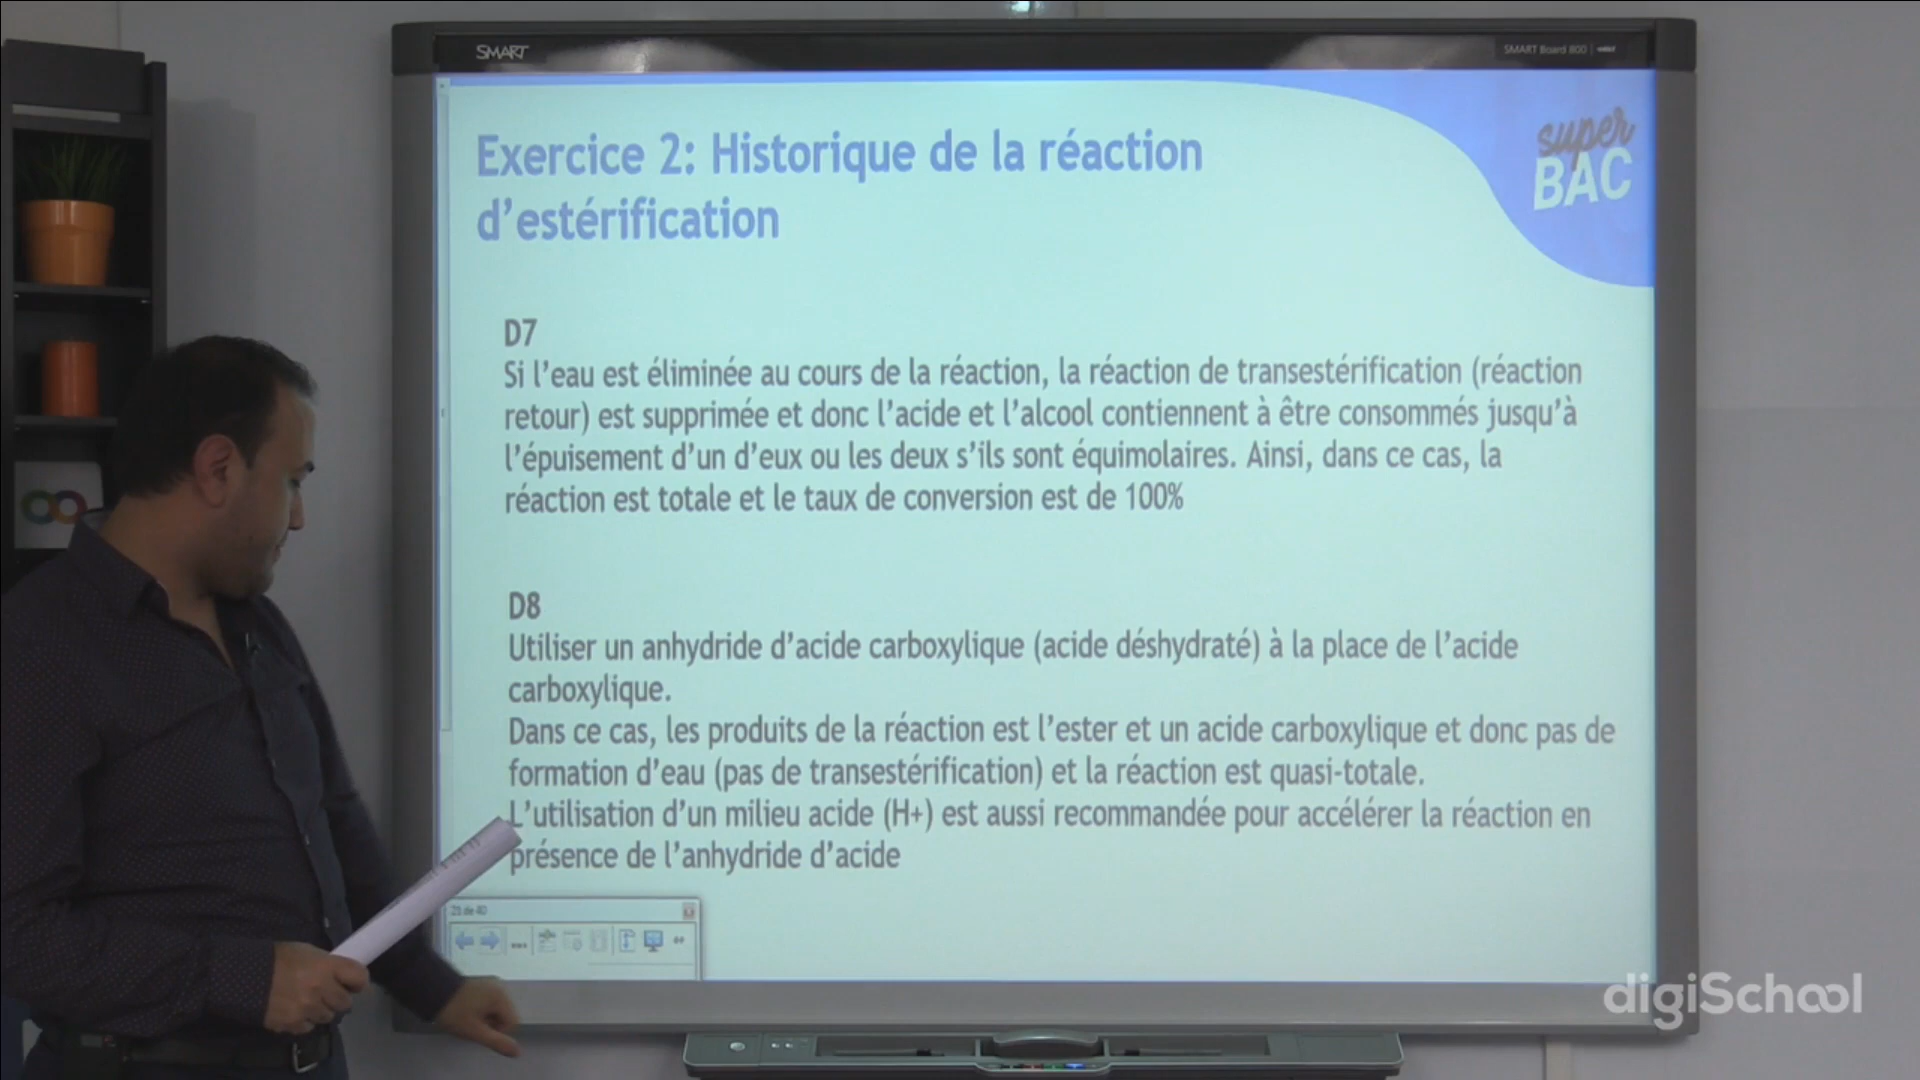 SMART
SMART Board 800
super
BAC
Exercice 2: Historique de la réaction
d’estérification
D7
Si l’eau est éliminée au cours de la réaction, la réaction de transestérification (réaction
retour) est supprimée et donc l’acide et l’alcool contiennent à être consommés jusqu’à
l’épuisement d’un d’eux ou les deux s’ils sont équimolaires. Ainsi, dans ce cas, la
réaction est totale et le taux de conversion est de 100%
D8
Utiliser un anhydride d’acide carboxylique (acide déshydraté) à la place de l’acide
carboxylique.
Dans ce cas, les produits de la réaction est l’ester et un acide carboxylique et donc pas de
formation d’eau (pas de transestérification) et la réaction est quasi-totale.
L’utilisation d’un milieu acide (H+) est aussi recommandée pour accélérer la réaction en
présence de l’anhydride d’acide
digiSchool